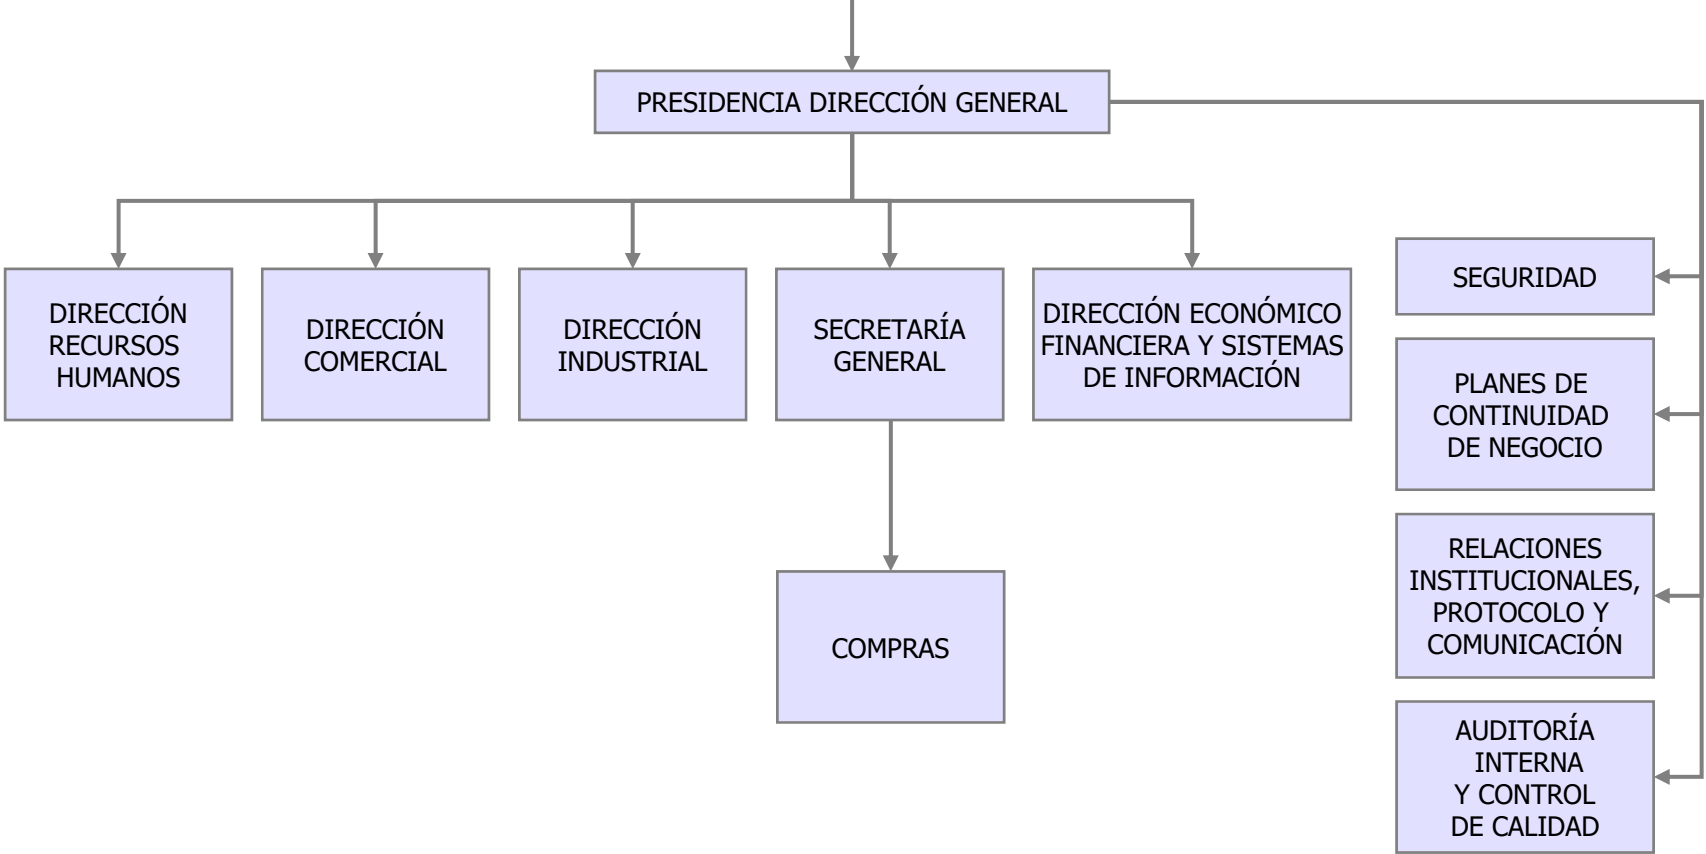 PRESIDENCIA DIRECCIÓN GENERAL
DIRECCIÓN
RECURSOS
HUMANOS
DIRECCIÓN
COMERCIAL
DIRECCIÓN
INDUSTRIAL
SECRETARÍA
GENERAL
DIRECCIÓN ECONÓMICO
FINANCIERA Y SISTEMAS
DE INFORMACIÓN
COMPRAS
SEGURIDAD
PLANES DE
CONTINUIDAD
DE NEGOCIO
RELACIONES
INSTITUCIONALES,
PROTOCOLO Y
COMUNICACIÓN
AUDITORÍA
INTERNA
Y CONTROL
DE CALIDAD